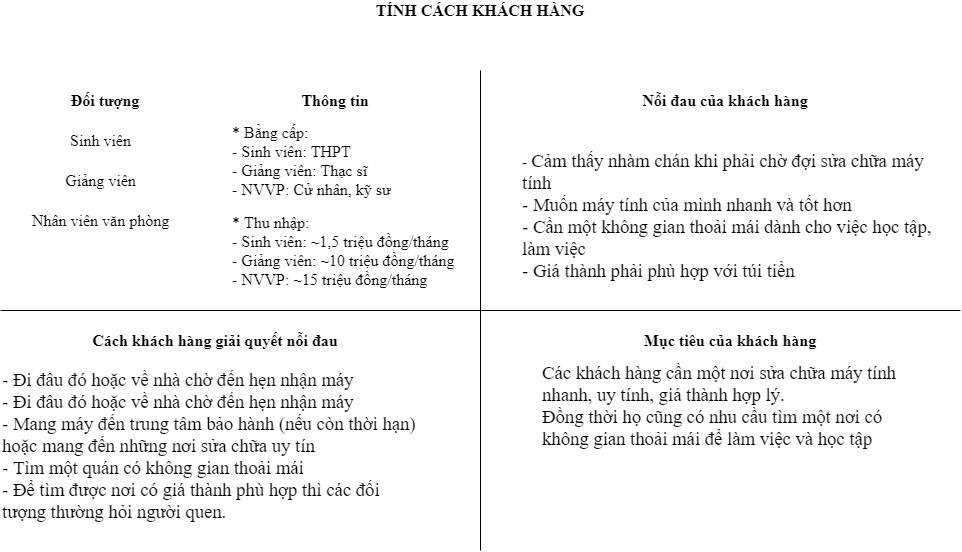 TÍNH CÁCH KHÁCH HÀNG
Đối tượng
Sinh viên
Giảng viên
Nhân viên văn phòng
Thông tin
* Bằng cấp:
- Sinh viên: THPT
- Giảng viên: Thạc sĩ
- NVVP: Cử nhân, kỹ sư
* Thu nhập:
- Sinh viên: ~1,5 triệu đồng/tháng
- Giảng viên: ~10 triệu đồng/tháng
- NVVP: ~15 triệu đồng/tháng
Nỗi đau của khách hàng
- Cảm thấy nhàm chán khi phải chờ đợi sửa chữa máy
tính
- Muốn máy tính của mình nhanh và tốt hơn
- Cần một không gian thoải mái dành cho việc học tập,
làm việc
- Giá thành phải phù hợp với túi tiền
Cách khách hàng giải quyết nỗi đau
- Đi đâu đó hoặc về nhà chờ đến hẹn nhận máy
- Đi đâu đó hoặc về nhà chờ đến hẹn nhận máy
- Mang máy đến trung tâm bảo hành (nếu còn thời hạn)
hoặc mang đến những nơi sửa chữa uy tín
- Tìm một quán có không gian thoải mái
- Để tìm được nơi có giá thành phù hợp thì các đối
tượng thường hỏi người quen.
Mục tiêu của khách hàng
Các khách hàng cần một nơi sửa chữa máy tính
nhanh, uy tính, giá thành hợp lý.
Đồng thời họ cũng có nhu cầu tìm một nơi có
không gian thoải mái để làm việc và học tập